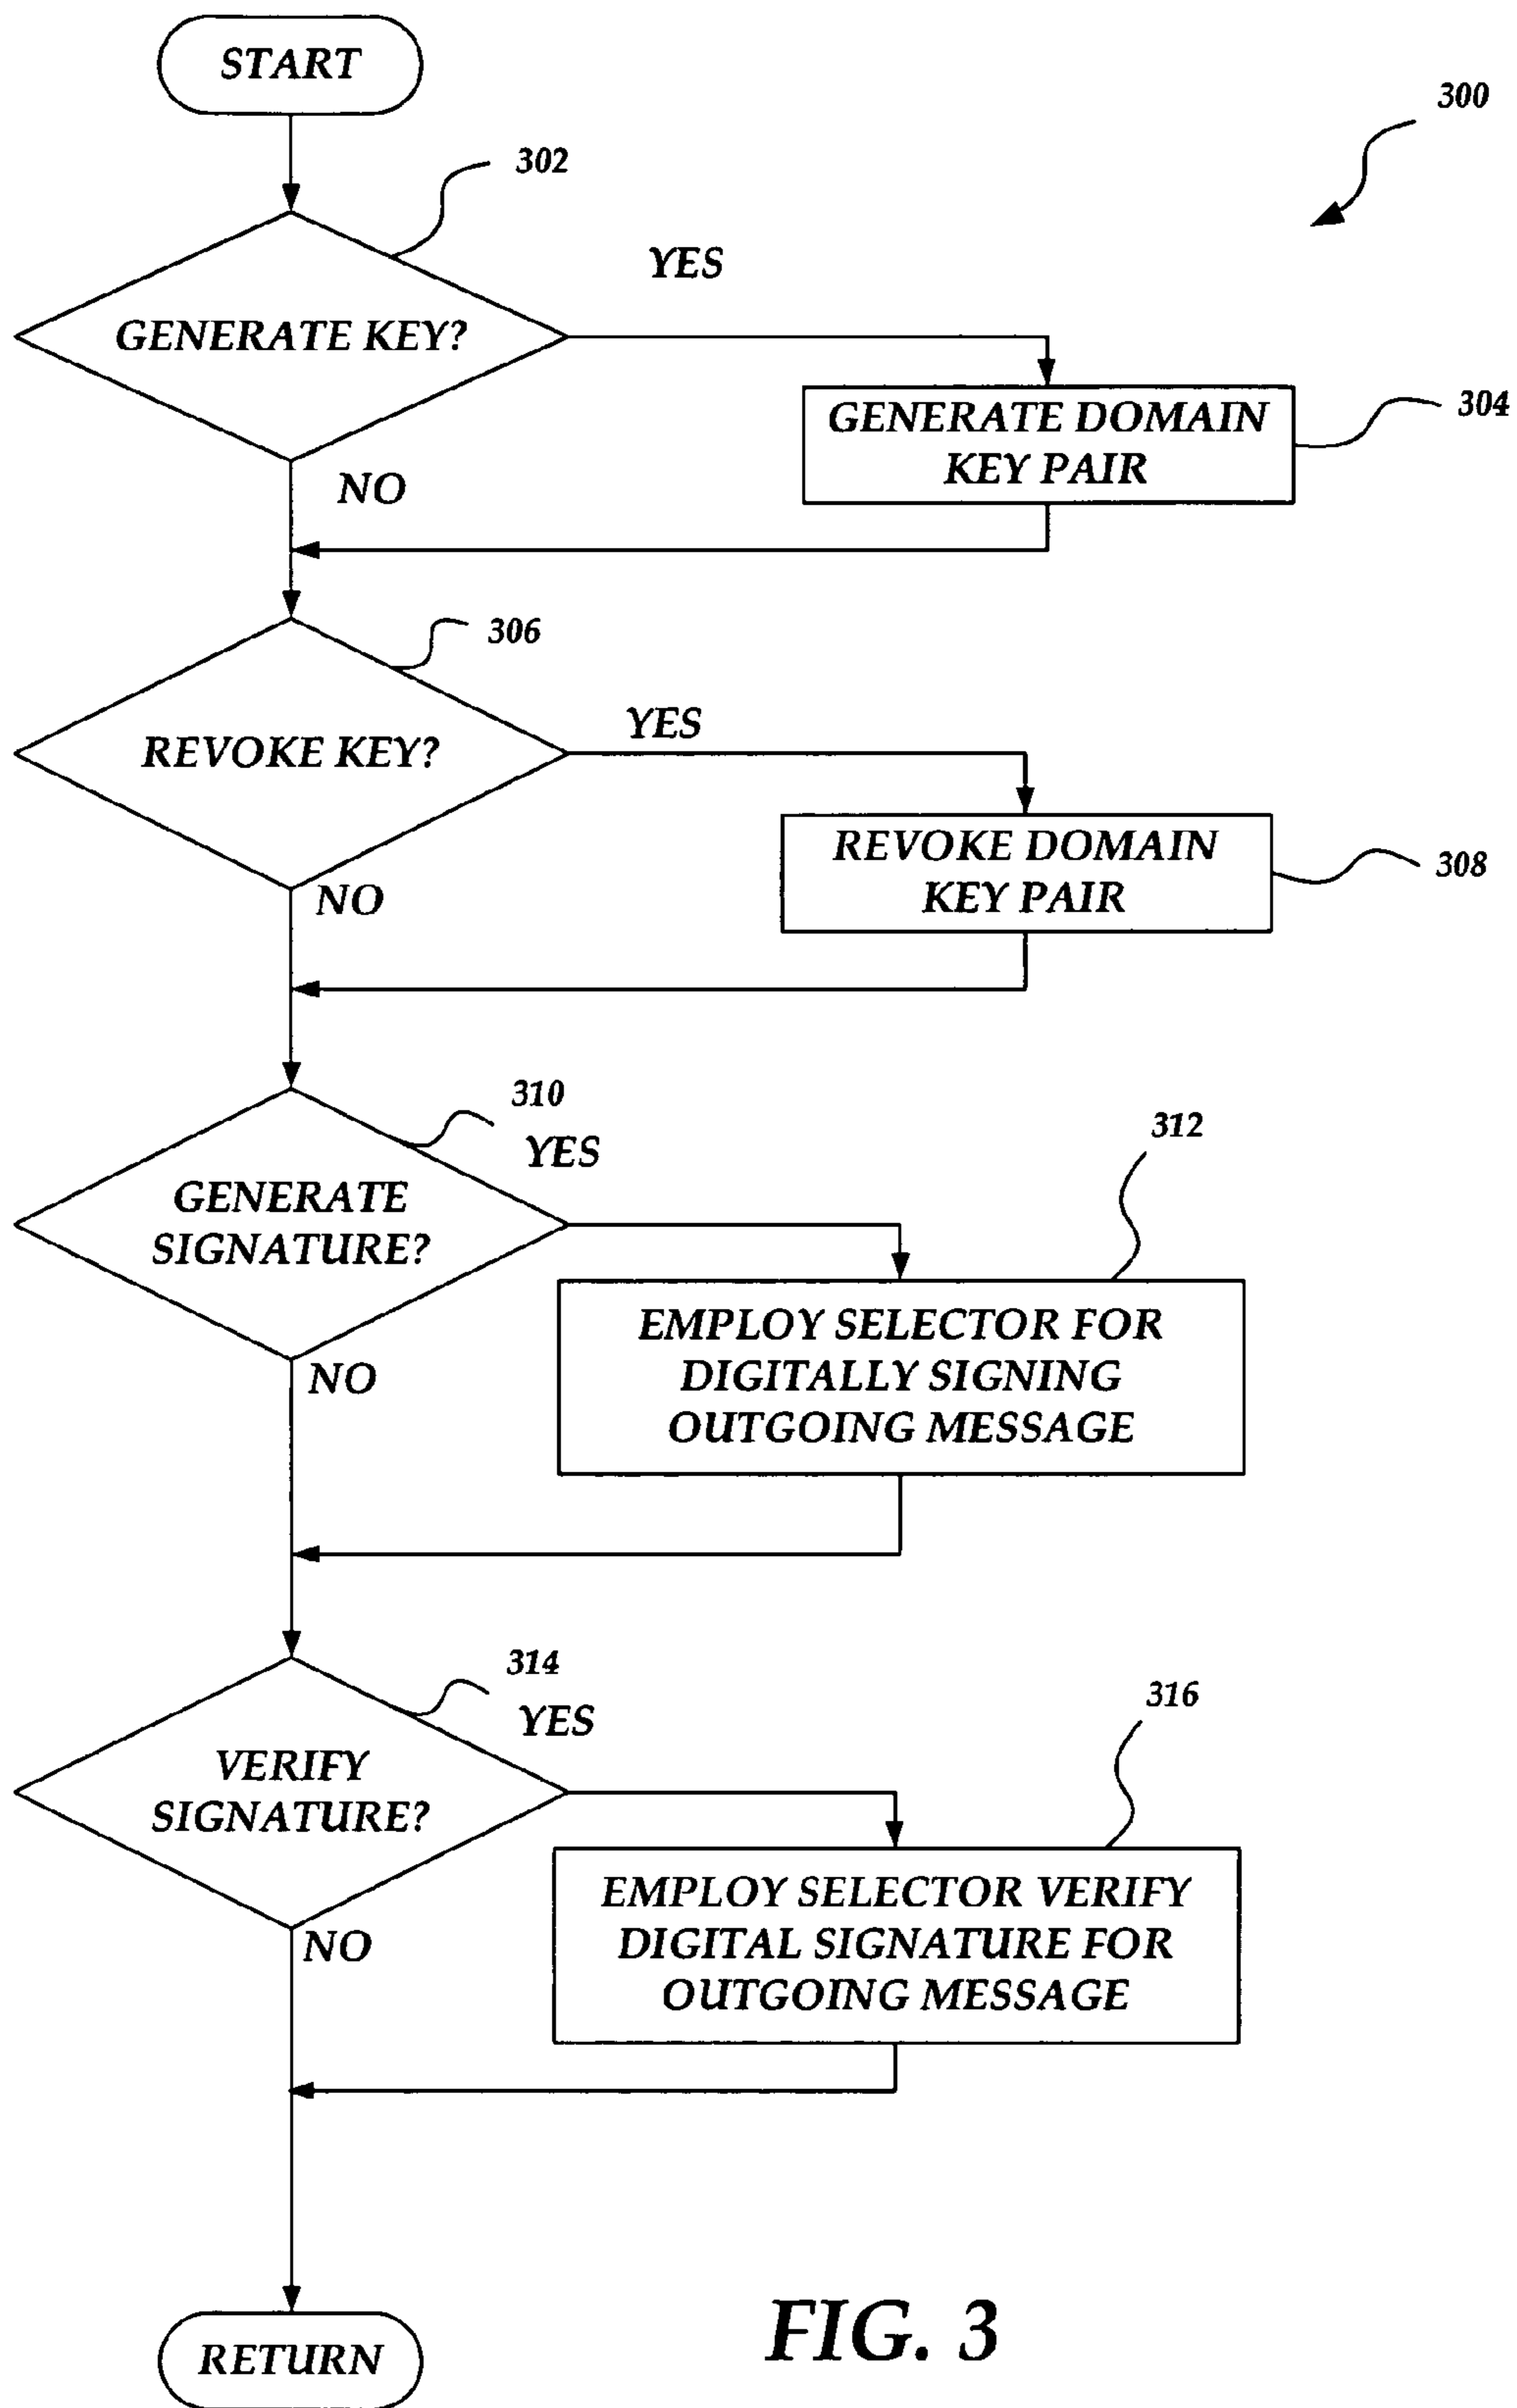 START
300
302
YES
GENERATE KEY?
GENERATE DOMAIN
KEY PAIR
304
NO
306
YES
REVOKE KEY?
REVOKE DOMAIN
KEY PAIR
308
NO
310
YES
312
GENERATE
SIGNATURE?
EMPLOY SELECTOR FOR
DIGITALLY SIGNING
OUTGOING MESSAGE
NO
314
YES
316
VERIFY
SIGNATURE?
EMPLOY SELECTOR VERIFY
DIGITAL SIGNATURE FOR
OUTGOING MESSAGE
NO
RETURN
FIG. 3